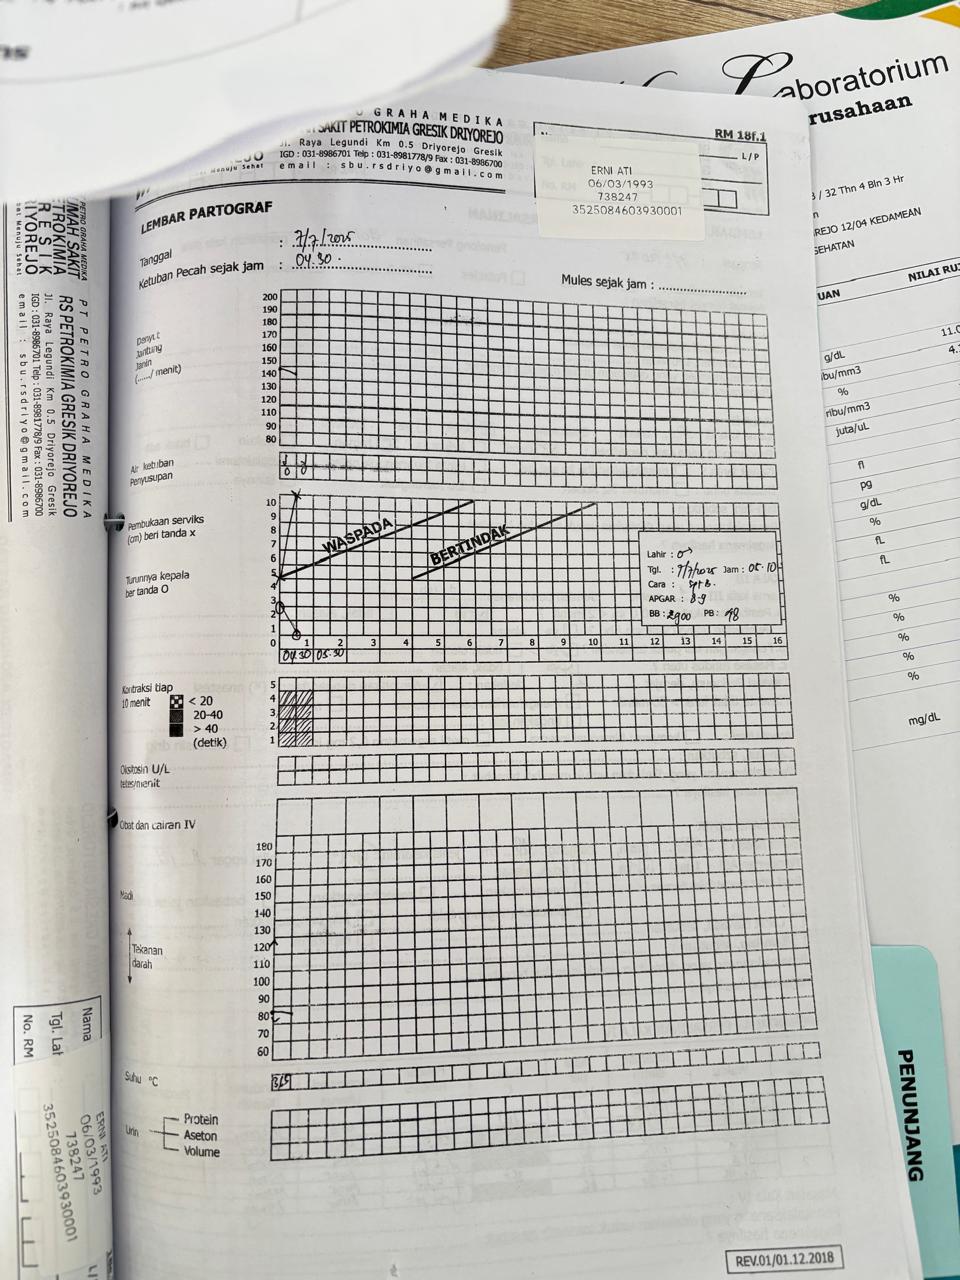 aboratorium
rusahaan
/ 32 Thn 4 Bln 3 Hr
REJO 12/04 KEDAMEAN
SEHATAN
UAN
NILAI RUJ
11.0
g/dL
ibu/mm3
%
ribu/mm3
juta/uL
fl
pg
g/dL
%
fL
fL
%
%
%
%
%
mg/dL
PENUNJANG
GRAHA MEDIKA
SAKIT PETROKIMIA GRESIK DRIYOREJO
Jl. Raya Legundi Km 0.5 Driyorejo Gresik
IGD : 031-8986701 Telp : 031-8981778/9 Fax : 031-8986700
email : sbu.rsdriyo@gmail.com
RM 18f.1
L/P
ERNI ATI
06/03/1993
738247
3525084603930001
LEMBAR PARTOGRAF
Tanggal : 7/7/2025
Ketuban Pecah sejak jam : 04.30
Mules sejak jam :
Denyut
Jantung
Janin
(....../ menit)
200
190
180
170
160
150
140
130
120
110
90
80
Air ketuban
Penyusupan
Pembukaan serviks
(cm) beri tanda x
Turunnya kepala
ber tanda O
10
9
8
7
6
5
4
3
2
1
0
WASPADA
BERTINDAK
Lahir :
Tgl. : 7/7/2025 Jam : 05.10
Cara : Spt B.
APGAR : 8-9
BB : 2900 PB : 48
1 2 3 4 5 6 7 8 9 10 11 12 13 14 15 16
04.30 05.30
Kontraksi tiap
10 menit
< 20
20-40
> 40
(detik)
5
4
3
2
1
Oksitosin U/L
tetes/menit
Obat dan cairan IV
Nadi
Tekanan
darah
180
170
160
150
140
130
120
110
100
90
80
70
60
Suhu °C
Urin
Protein
Aseton
Volume
REV.01/01.12.2018
PT PETRO GRAHA MEDIKA
RS PETROKIMIA GRESIK DRIYOREJO
Jl. Raya Legundi Km 0.5 Driyorejo Gresik
IGD : 031-8986701 Telp : 031-8981778/9 Fax : 031-8986700
email : sbu.rsdriyo@gmail.com
Nama
Tgl. Lah
No. RM
ERNI ATI
06/03/1993
738247
3525084603930001